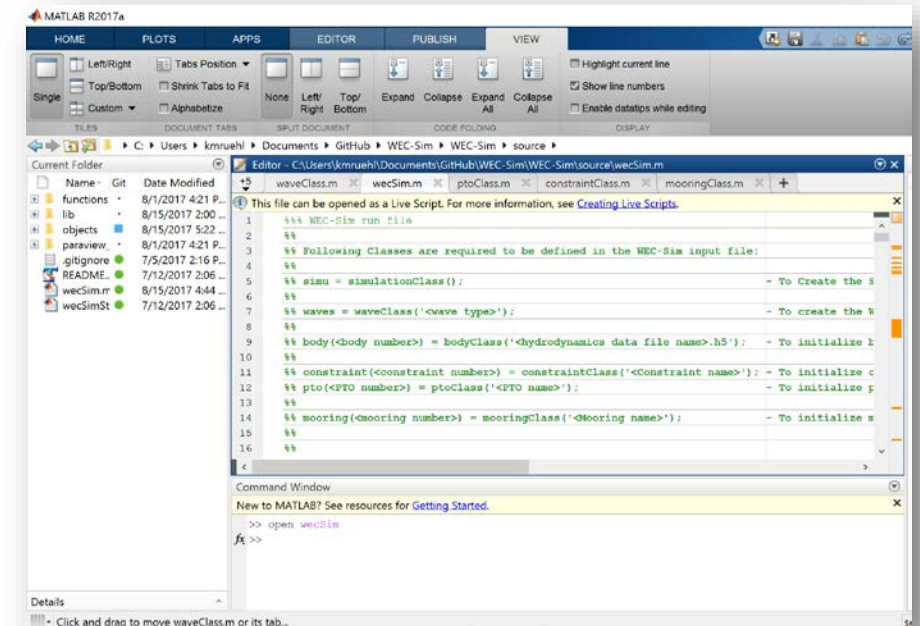 MATLAB R2017a
HOME PLOTS APPS EDITOR PUBLISH VIEW
Left/Right Tabs Position Highlight current line
Top/Bottom Shrink Tabs to Fit Show line numbers
Single Custom Alphabetize None Left/Right Top/Bottom Expand Collapse Expand All Collapse All Enable datatips while editing
TILES DOCUMENT TABS SPLIT DOCUMENT CODE FOLDING DISPLAY
C: Users kmruehl Documents GitHub WEC-Sim WEC-Sim source
Current Folder
Name Git Date Modified
functions 8/1/2017 4:21 P...
lib 8/15/2017 2:00 ...
objects 8/15/2017 5:22 ...
paraview_ 8/1/2017 4:21 P...
.gitignore 7/5/2017 2:16 P...
README.. 7/12/2017 2:06 ...
wecSim.m 8/15/2017 4:44 ...
wecSimSt 7/12/2017 2:06 ...
Details
Editor - C:\Users\kmruehl\Documents\GitHub\WEC-Sim\WEC-Sim\source\wecSim.m
+5 waveClass.m wecSim.m ptoClass.m constraintClass.m mooringClass.m +
This file can be opened as a Live Script. For more information, see Creating Live Scripts.
1 %%% WEC-Sim run file
2 %%
3 %% Following Classes are required to be defined in the WEC-Sim input file:
4 %%
5 %% simu = simulationClass(); - To Create the S
6 %%
7 %% waves = waveClass('<wave type>'); - To create the W
8 %%
9 %% body(<body number>) = bodyClass('<hydrodynamics data file name>.h5'); - To initialize b
10 %%
11 %% constraint(<constraint number>) = constraintClass('<Constraint name>'); - To initialize c
12 %% pto(<PTO number>) = ptoClass('<PTO name>'); - To initialize p
13 %%
14 %% mooring(<mooring number>) = mooringClass('<Mooring name>'); - To initialize m
15 %%
16 %%
Command Window
New to MATLAB? See resources for Getting Started.
>> open wecSim
fx >>
Click and drag to move waveClass.m or its tab...